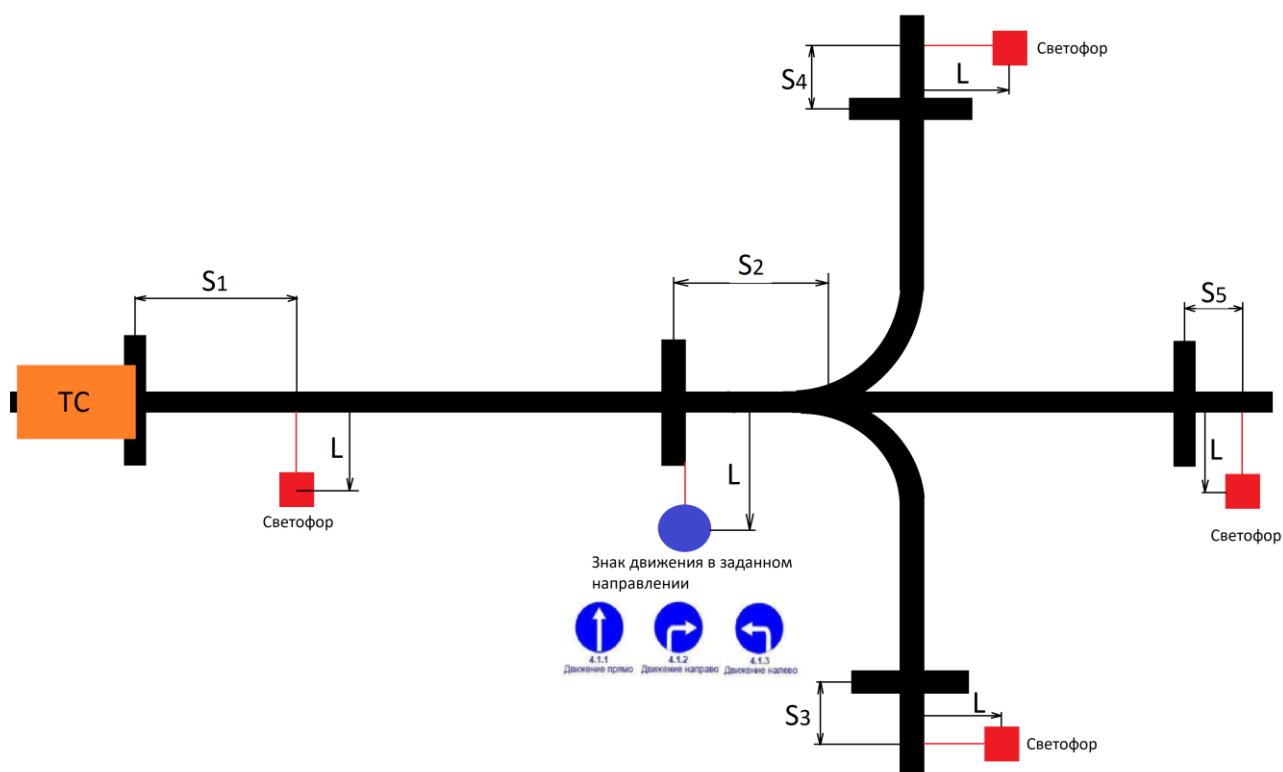 S4
L
Светофор
S1
S2
S5
ТС
L
L
L
Светофор
Светофор
Знак движения в заданном
направлении
4.1.1
Движение прямо
4.1.2
Движение направо
4.1.3
Движение налево
S3
L
Светофор